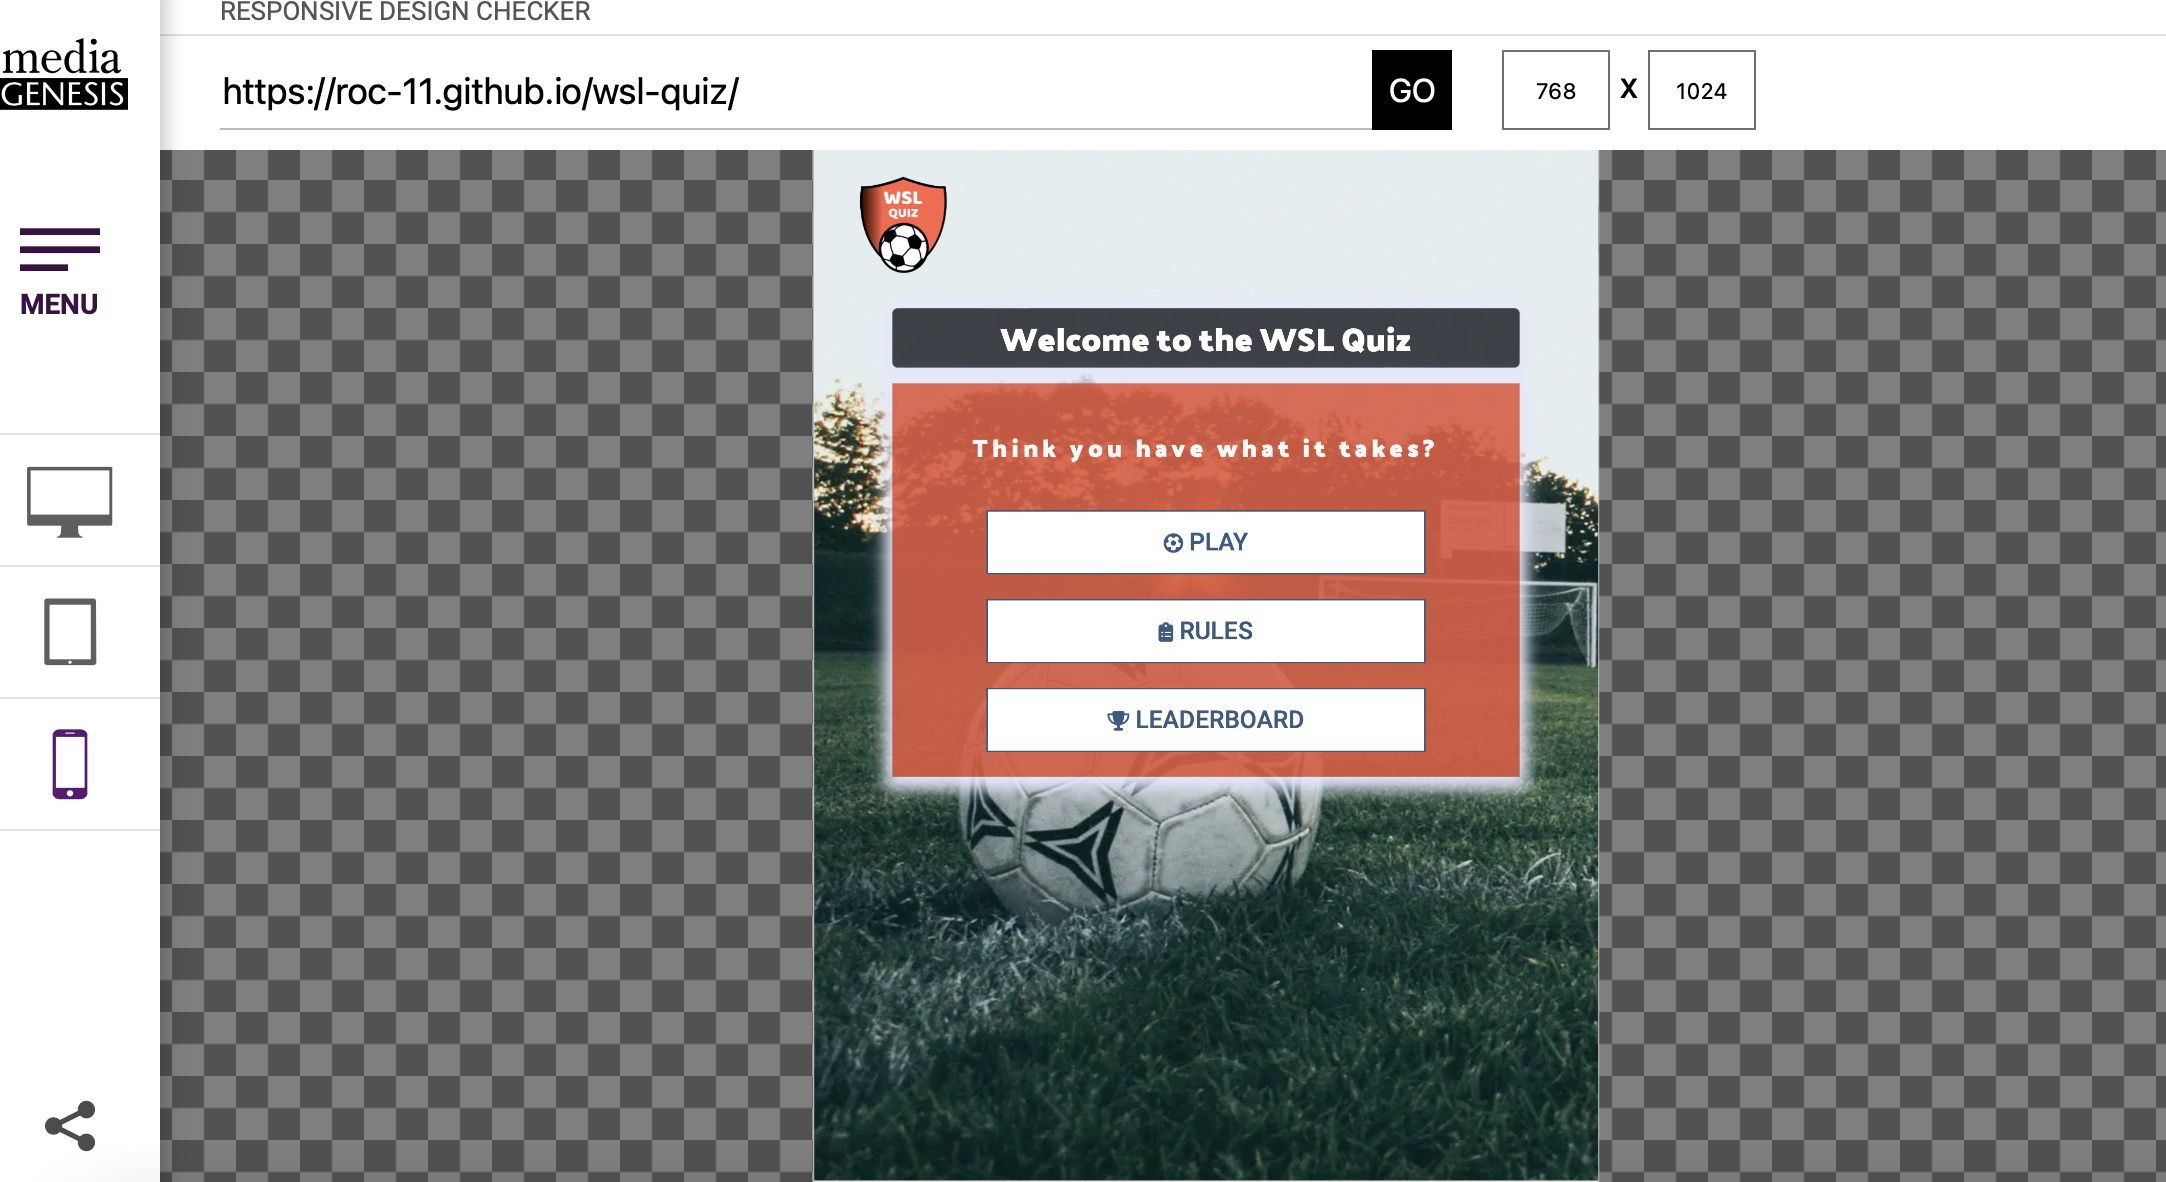 RESPONSIVE DESIGN CHECKER
media
GENESIS
https://roc-11.github.io/wsl-quiz/
GO
768 X 1024
MENU
WSL
QUIZ
Welcome to the WSL Quiz
Think you have what it takes?
PLAY
RULES
LEADERBOARD